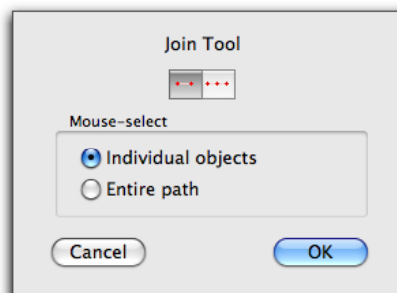 Join Tool
Mouse-select
Individual objects
Entire path
Cancel
OK